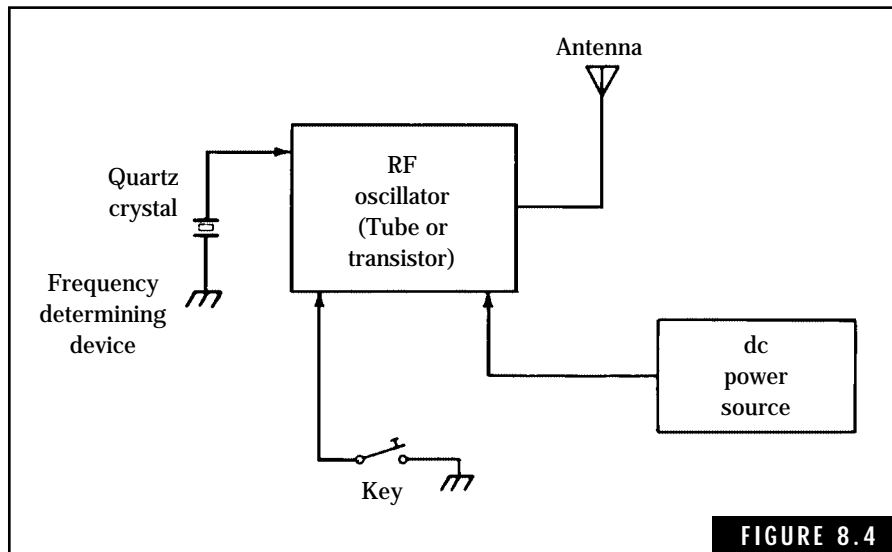 Antenna
RF
oscillator
(Tube or
transistor)
Quartz
crystal
Frequency
determining
device
dc
power
source
Key
FIGURE 8.4